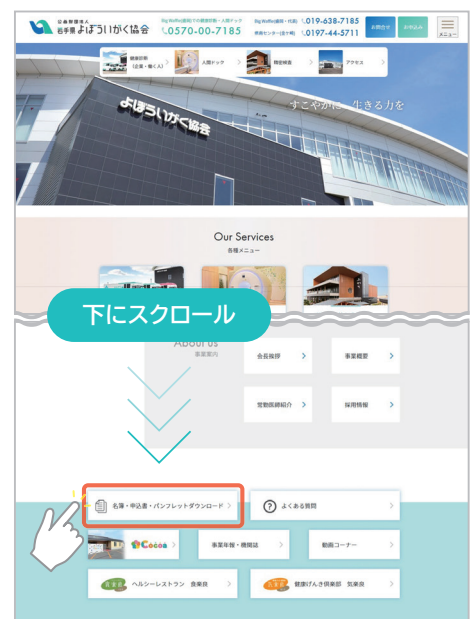 公益財団法人
岩手県よぼういがく協会
Big Waffle(盛岡)での健康診断・人間ドック
0570-00-7185
Big Waffle(盛岡・代表)
019-638-7185
県南センター(金ケ崎)
0197-44-5711
お問合せ
お申込み
メニュー
健康診断
(企業・働く人)
人間ドック
精密検査
アクセス
よぼういがく協会
すこやかに、生きる力を
Our Services
各種メニュー
下にスクロール
About us
事業案内
会長挨拶
事業概要
常勤医師紹介
採用情報
名簿・申込書・パンフレットダウンロード
よくある質問
Cocoa
事業年報・機関誌
動画コーナー
ヘルシーレストラン 食楽良
健康げんき倶楽部 気楽良